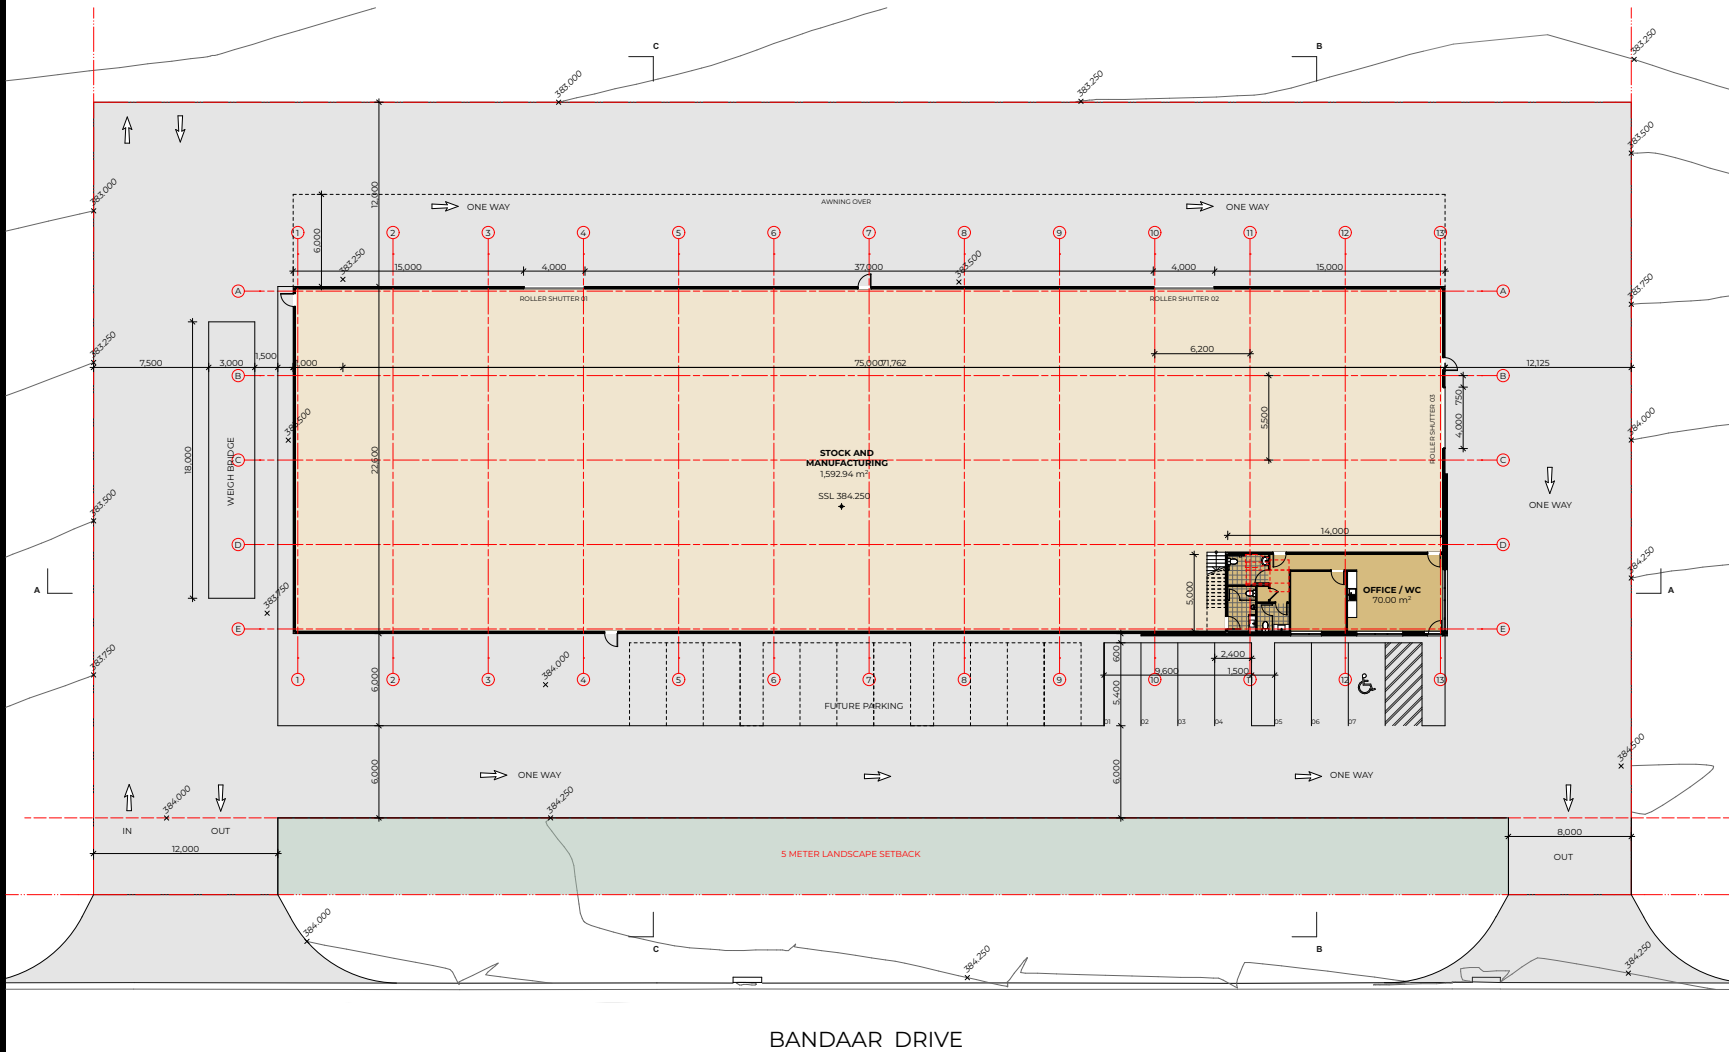 C
B
383.000
383.250
383.250
383.500
383.000
12,000
AWNING OVER
ONE WAY
ONE WAY
6,000
1
2
3
4
5
6
7
8
9
10
11
12
13
383.250
383.500
15,000
4,000
37,000
4,000
15,000
A
A
ROLLER SHUTTER 01
ROLLER SHUTTER 02
383.750
383.250
7,500
3,000
1,500
75,000
71,762
6,200
12,125
B
B
750
4,000
ROLLER SHUTTER 03
5,500
384.000
18,000
WEIGH BRIDGE
22,600
C
C
STOCK AND
MANUFACTURING
1,592.94 m²
SSL 384.250
383.500
ONE WAY
14,000
D
D
384.250
A
A
383.750
5,000
OFFICE / WC
70.00 m²
E
E
383.750
384.000
6,000
600
5,400
2,400
9,600
1,500
1
2
3
4
5
6
7
8
9
10
11
12
13
FUTURE PARKING
01
02
03
04
05
06
07
384.500
6,000
6,000
ONE WAY
ONE WAY
384.000
384.250
IN
OUT
12,000
5 METER LANDSCAPE SETBACK
8,000
OUT
384.000
C
B
384.250
384.250
BANDAAR DRIVE